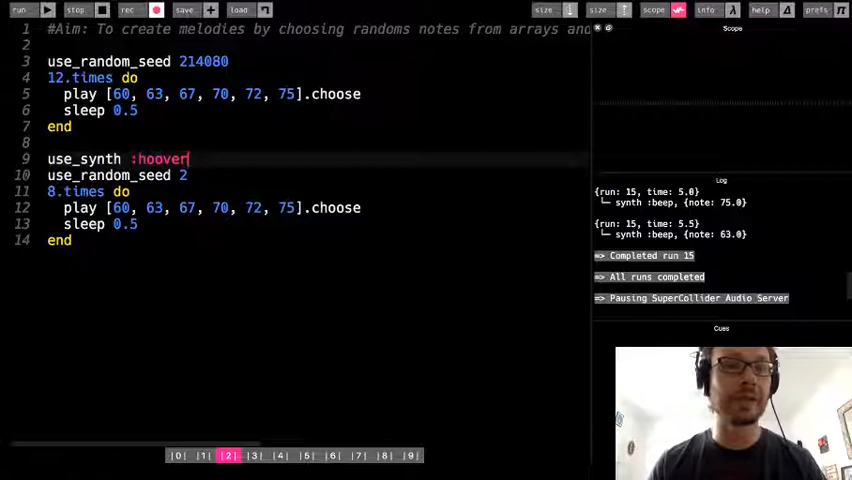 run stop rec save + load size size scope info λ help Δ prefs π
1 #Aim: To create melodies by choosing randoms notes from arrays and
2
3 use_random_seed 214080
4 12.times do
5 play [60, 63, 67, 70, 72, 75].choose
6 sleep 0.5
7 end
8
9 use_synth :hoover
10 use_random_seed 2
11 8.times do
12 play [60, 63, 67, 70, 72, 75].choose
13 sleep 0.5
14 end
|0| |1| |2| |3| |4| |5| |6| |7| |8| |9|
Scope
Log
{run: 15, time: 5.0}
└─ synth :beep, {note: 75.0}
{run: 15, time: 5.5}
└─ synth :beep, {note: 63.0}
=> Completed run 15
=> All runs completed
=> Pausing SuperCollider Audio Server
Cues